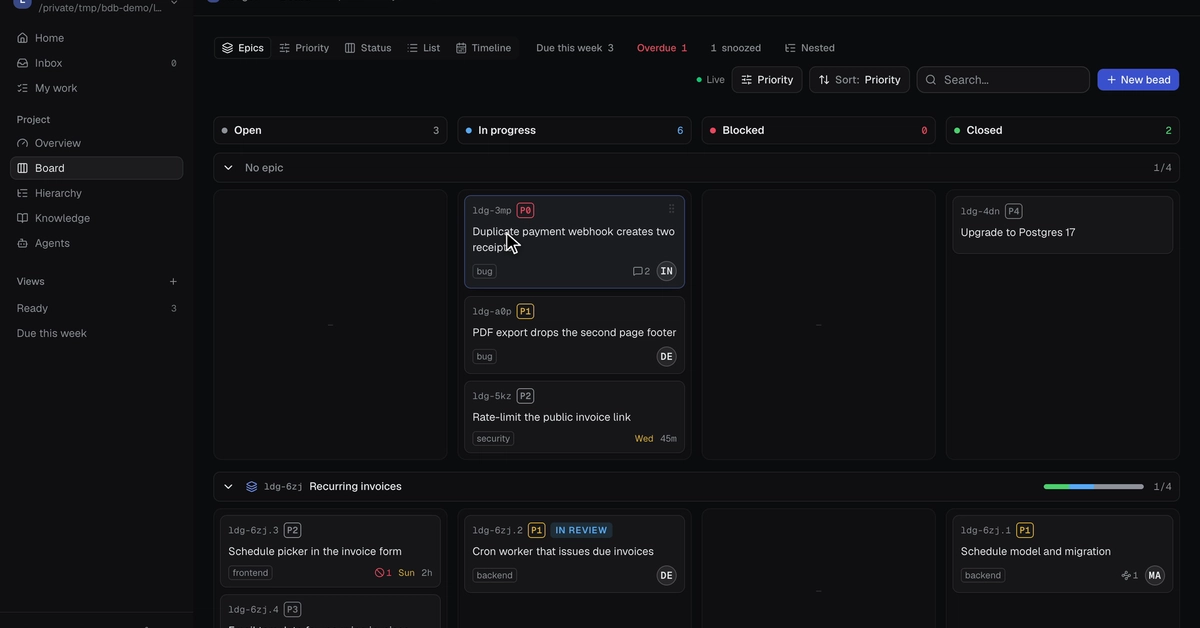 /private/tmp/bdb-demo/l...
Home
Inbox 0
My work
Project
Overview
Board
Hierarchy
Knowledge
Agents
Views +
Ready 3
Due this week
Epics Priority Status List Timeline Due this week 3 Overdue 1 1 snoozed Nested
Live Priority Sort: Priority Search... + New bead
Open 3 In progress 6 Blocked 0 Closed 2
No epic 1/4
ldg-3mp P0
Duplicate payment webhook creates two
receipt
bug 2 IN
ldg-a0p P1
PDF export drops the second page footer
bug DE
ldg-5kz P2
Rate-limit the public invoice link
security Wed 45m
ldg-4dn P4
Upgrade to Postgres 17
ldg-6zj Recurring invoices 1/4
ldg-6zj.3 P2
Schedule picker in the invoice form
frontend 1 Sun 2h
ldg-6zj.4 P3
ldg-6zj.2 P1 IN REVIEW
Cron worker that issues due invoices
backend DE
ldg-6zj.1 P1
Schedule model and migration
backend 1 MA